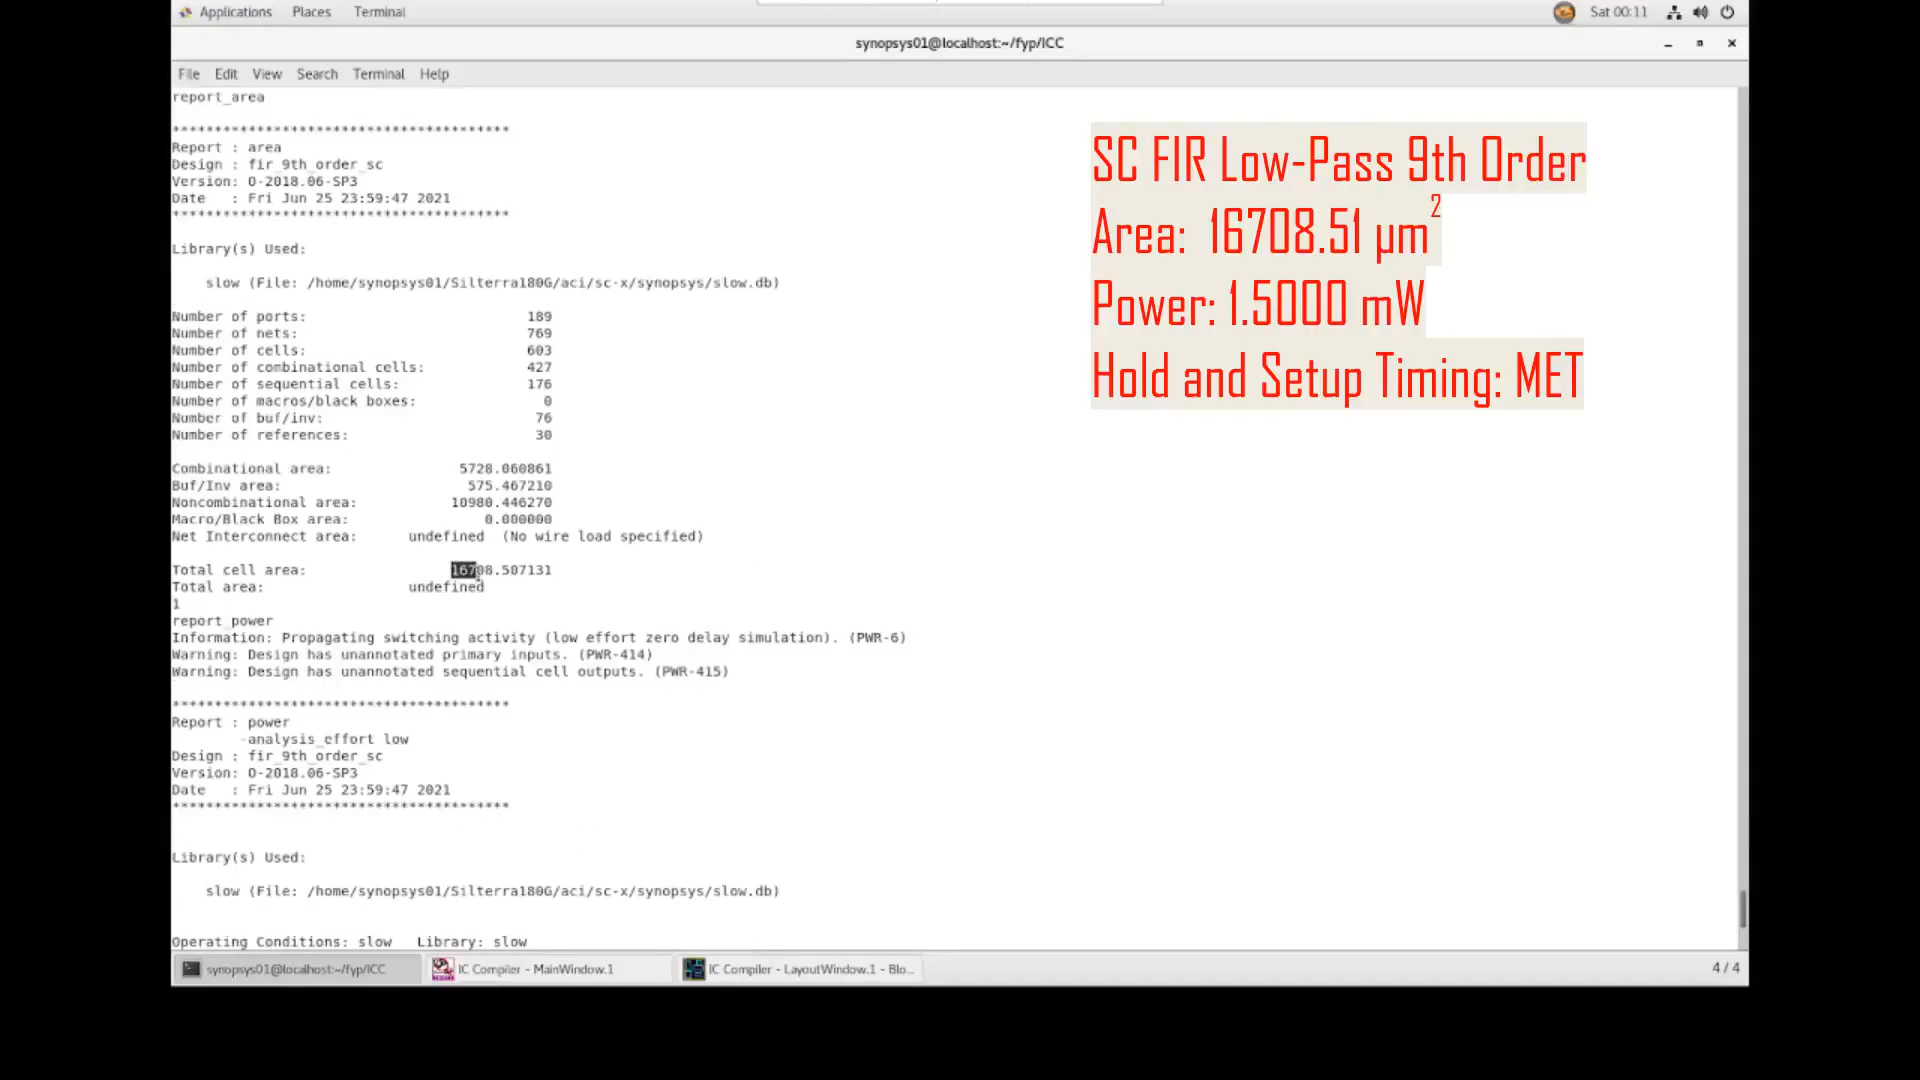 Applications Places Terminal Sat 00:11
synopsys01@localhost:~/fyp/ICC
File Edit View Search Terminal Help
report_area
****************************************
Report : area
Design : fir_9th_order_sc
Version: O-2018.06-SP3
Date : Fri Jun 25 23:59:47 2021
****************************************
Library(s) Used:
slow (File: /home/synopsys01/Silterra180G/aci/sc-x/synopsys/slow.db)
Number of ports: 189
Number of nets: 769
Number of cells: 603
Number of combinational cells: 427
Number of sequential cells: 176
Number of macros/black boxes: 0
Number of buf/inv: 76
Number of references: 30
Combinational area: 5728.060861
Buf/Inv area: 575.467210
Noncombinational area: 10980.446270
Macro/Black Box area: 0.000000
Net Interconnect area: undefined (No wire load specified)
Total cell area: 16708.507131
Total area: undefined
1
report_power
Information: Propagating switching activity (low effort zero delay simulation). (PWR-6)
Warning: Design has unannotated primary inputs. (PWR-414)
Warning: Design has unannotated sequential cell outputs. (PWR-415)
****************************************
Report : power
-analysis_effort low
Design : fir_9th_order_sc
Version: O-2018.06-SP3
Date : Fri Jun 25 23:59:47 2021
****************************************
Library(s) Used:
slow (File: /home/synopsys01/Silterra180G/aci/sc-x/synopsys/slow.db)
Operating Conditions: slow Library: slow
SC FIR Low-Pass 9th Order
Area: 16708.51 µm²
Power: 1.5000 mW
Hold and Setup Timing: MET
synopsys01@localhost:~/fyp/ICC IC Compiler - MainWindow.1 IC Compiler - LayoutWindow.1 - Blo... 4 / 4